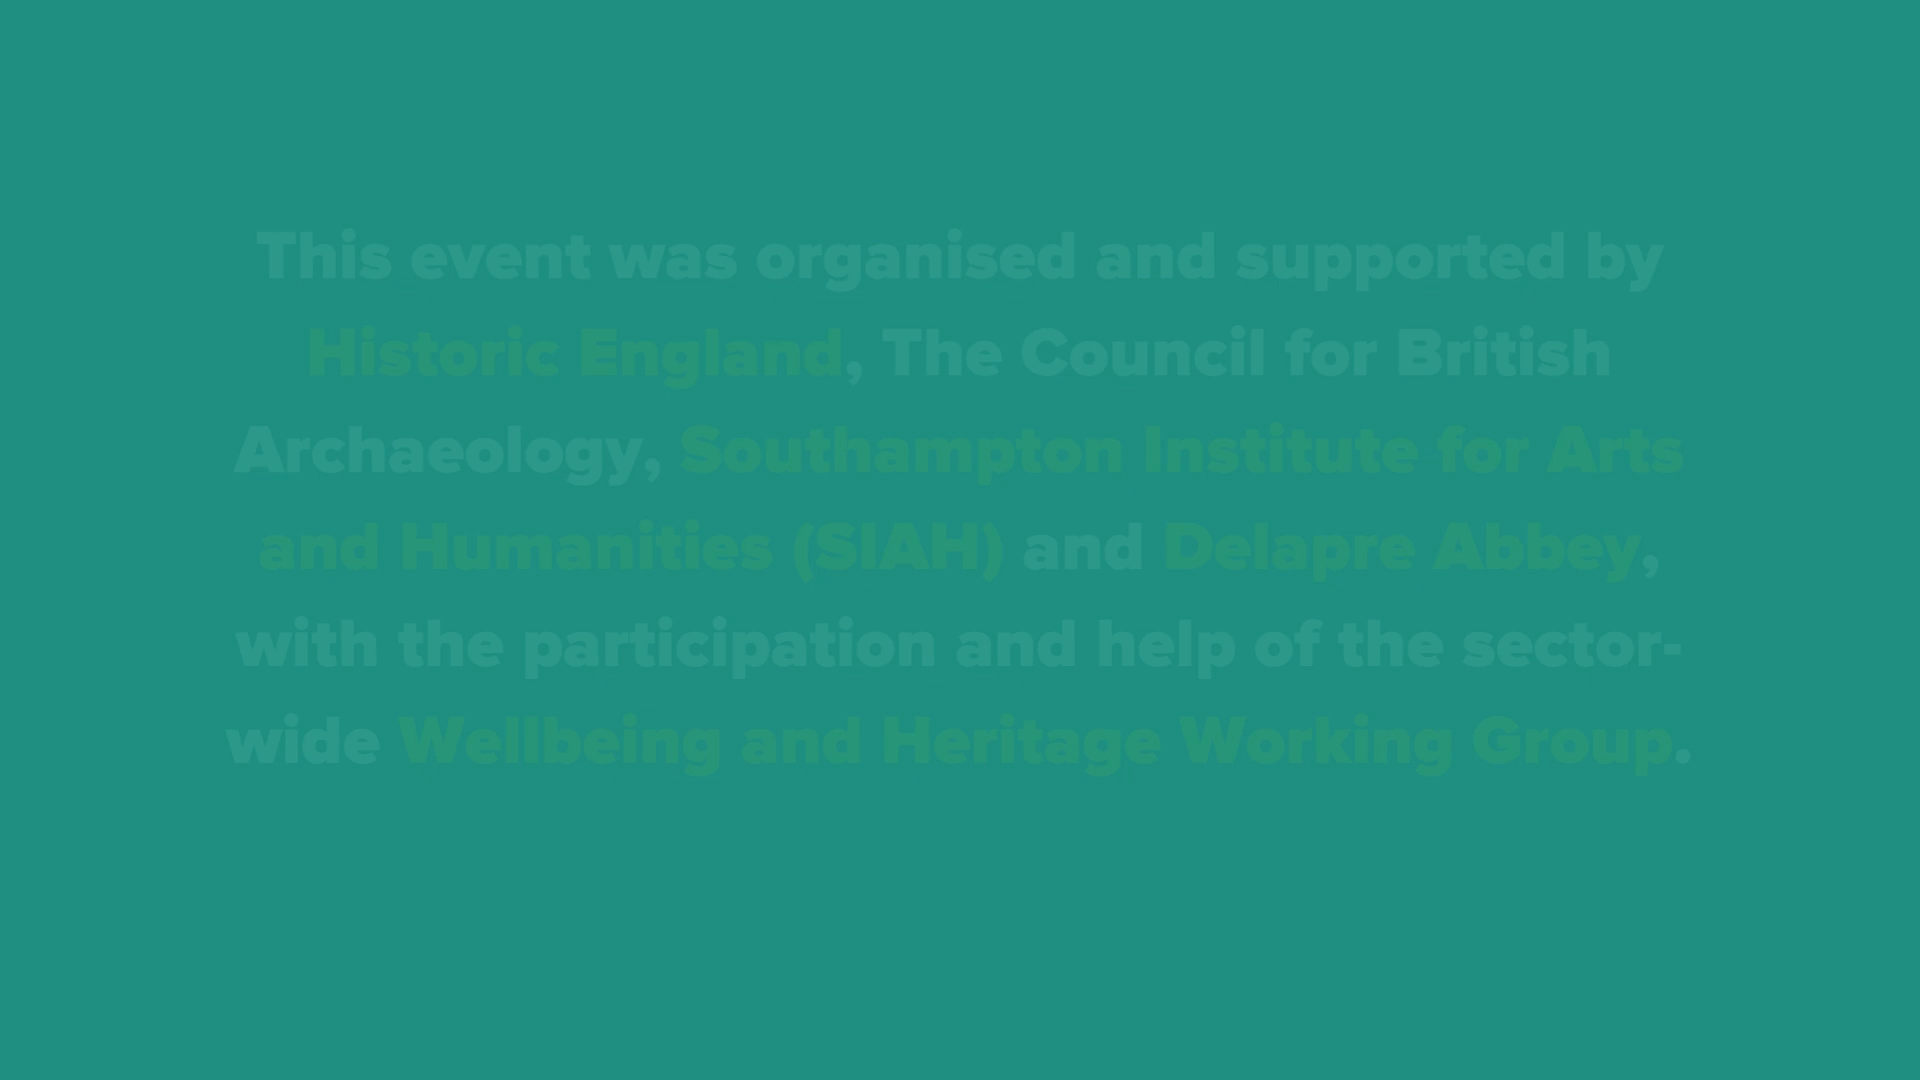 This event was organised and supported by
Historic England, The Council for British
Archaeology, Southampton Institute for Arts
and Humanities (SIAH) and Delapre Abbey,
with the participation and help of the sector-
wide Wellbeing and Heritage Working Group.